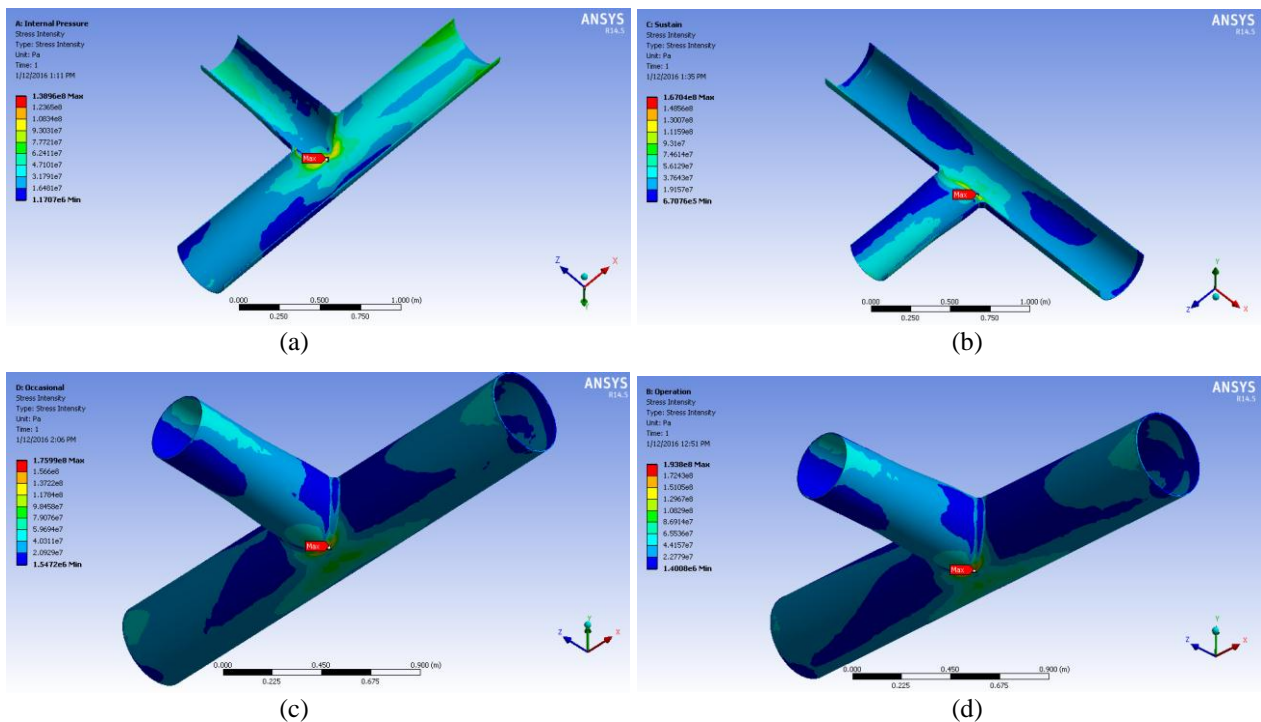 A: Internal Pressure
Stress Intensity
Type: Stress Intensity
Unit: Pa
Time: 1
1/12/2016 1:11 PM
1.3896e8 Max
1.2365e8
1.0834e8
9.3031e7
7.7721e7
6.2411e7
4.7101e7
3.1791e7
1.6481e7
1.1707e6 Min
ANSYS
R14.5
Max
Z
X
0.000 0.500 1.000 (m)
0.250 0.750
(a)
C: Sustain
Stress Intensity
Type: Stress Intensity
Unit: Pa
Time: 1
1/12/2016 1:35 PM
1.6704e8 Max
1.4856e8
1.3007e8
1.1159e8
9.31e7
7.4614e7
5.6129e7
3.7643e7
1.9157e7
6.7076e5 Min
ANSYS
R14.5
Max
Y
Z
X
0.000 0.500 1.000 (m)
0.250 0.750
(b)
D: Occasional
Stress Intensity
Type: Stress Intensity
Unit: Pa
Time: 1
1/12/2016 2:06 PM
1.7599e8 Max
1.566e8
1.3722e8
1.1784e8
9.8458e7
7.9076e7
5.9694e7
4.0311e7
2.0929e7
1.5472e6 Min
ANSYS
R14.5
Max
Y
Z
X
0.000 0.450 0.900 (m)
0.225 0.675
(c)
B: Operation
Stress Intensity
Type: Stress Intensity
Unit: Pa
Time: 1
1/12/2016 12:51 PM
1.938e8 Max
1.7243e8
1.5105e8
1.2967e8
1.0829e8
8.6914e7
6.5536e7
4.4157e7
2.2779e7
1.4008e6 Min
ANSYS
R14.5
Max
Y
Z
X
0.000 0.450 0.900 (m)
0.225 0.675
(d)